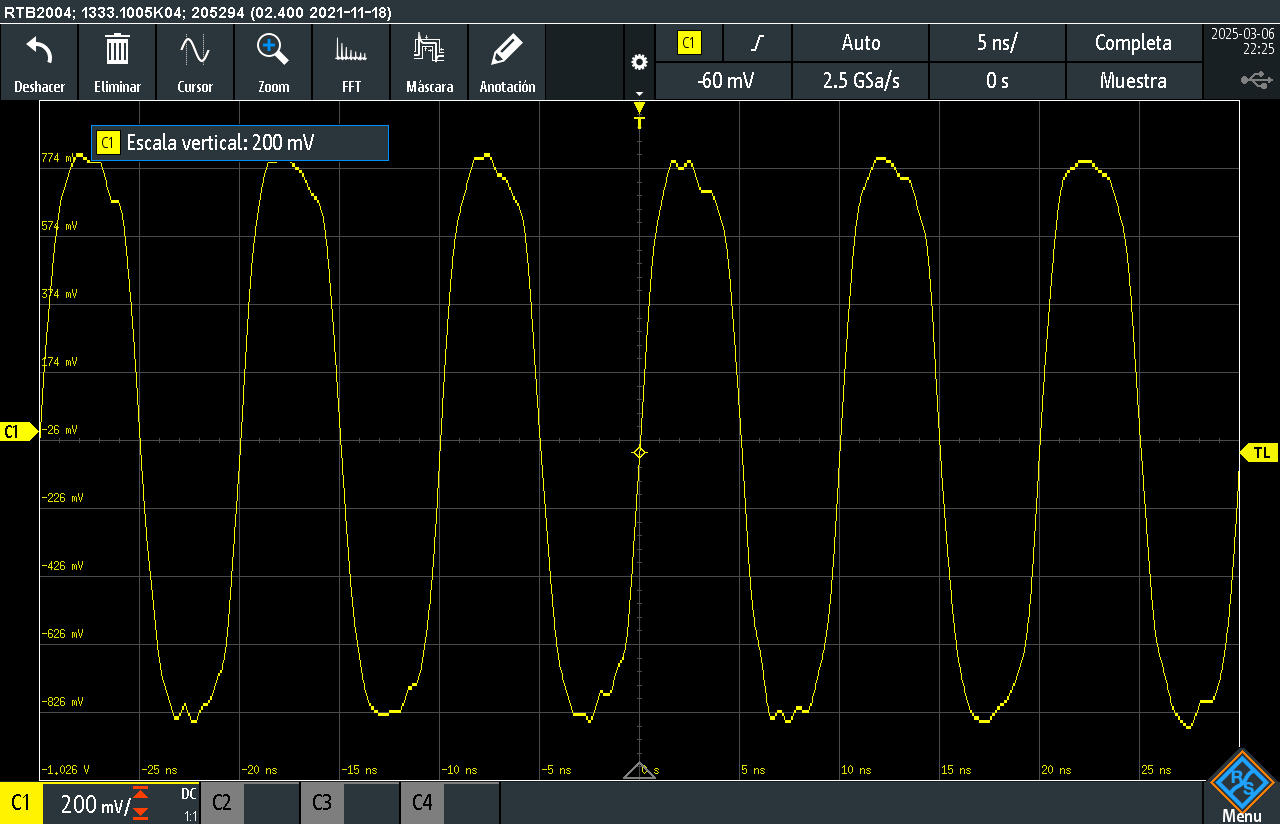 RTB2004; 1333.1005K04; 205294 (02.400 2021-11-18)
Deshacer
Eliminar
Cursor
Zoom
FFT
Máscara
Anotación
C1
Auto
5 ns/
Completa
2025-03-06
22:25
-60 mV
2.5 GSa/s
0 s
Muestra
T
C1 Escala vertical: 200 mV
774 mV
574 mV
374 mV
174 mV
C1
-26 mV
TL
-226 mV
-426 mV
-626 mV
-826 mV
-1,026 V
-25 ns
-20 ns
-15 ns
-10 ns
-5 ns
0 s
5 ns
10 ns
15 ns
20 ns
25 ns
C1
200 mV/
DC
1:1
C2
C3
C4
R&S
Menu